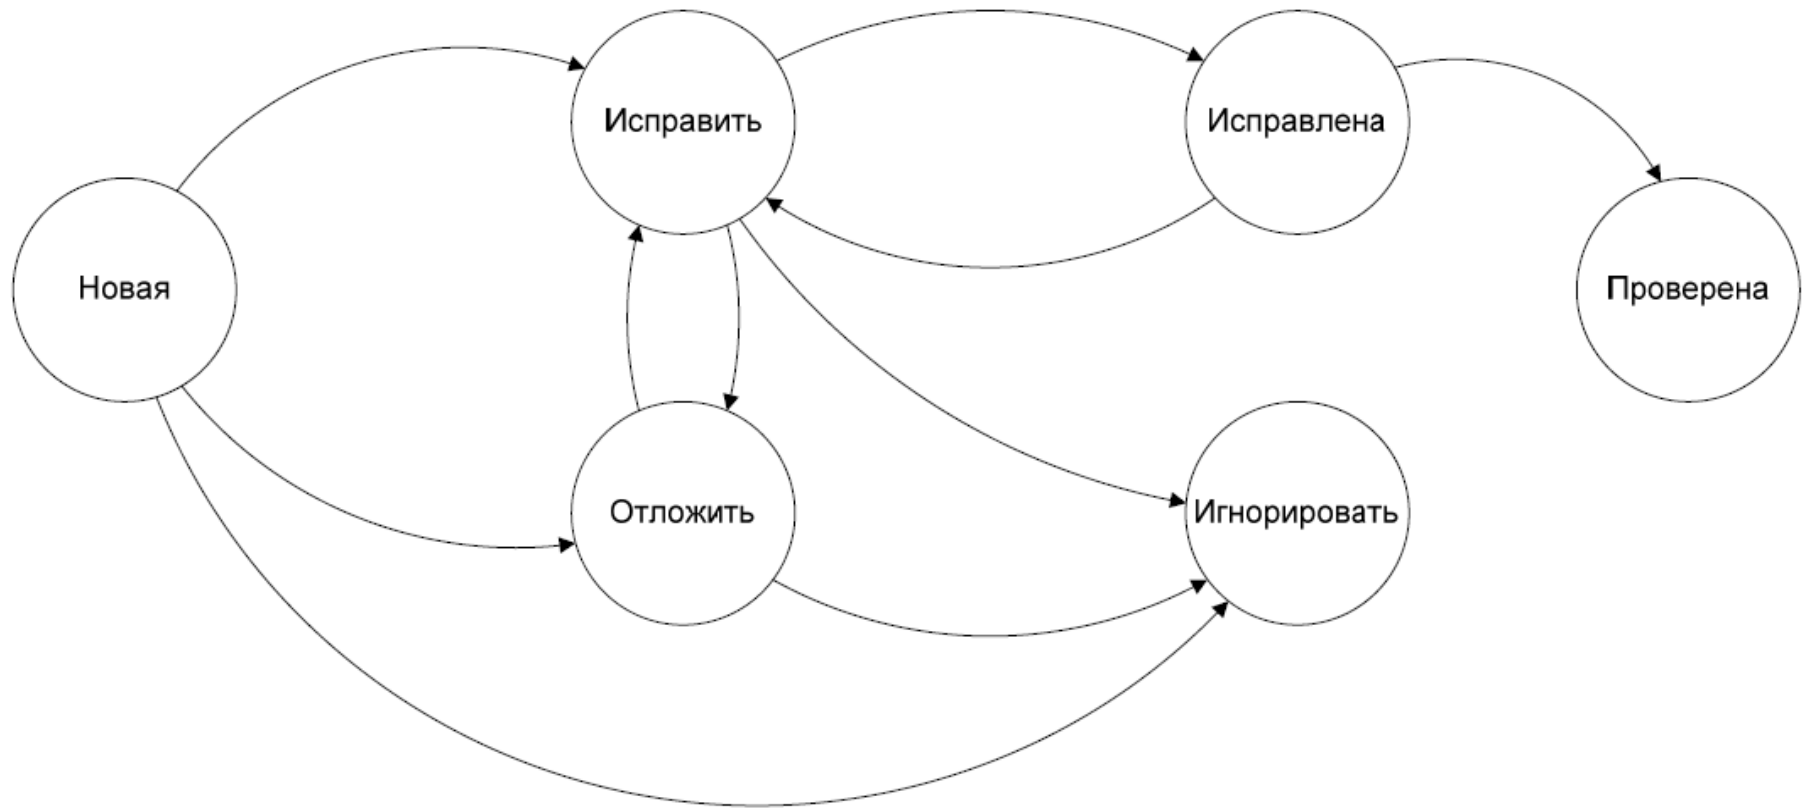 Исправить
Исправлена
Новая
Проверена
Отложить
Игнорировать